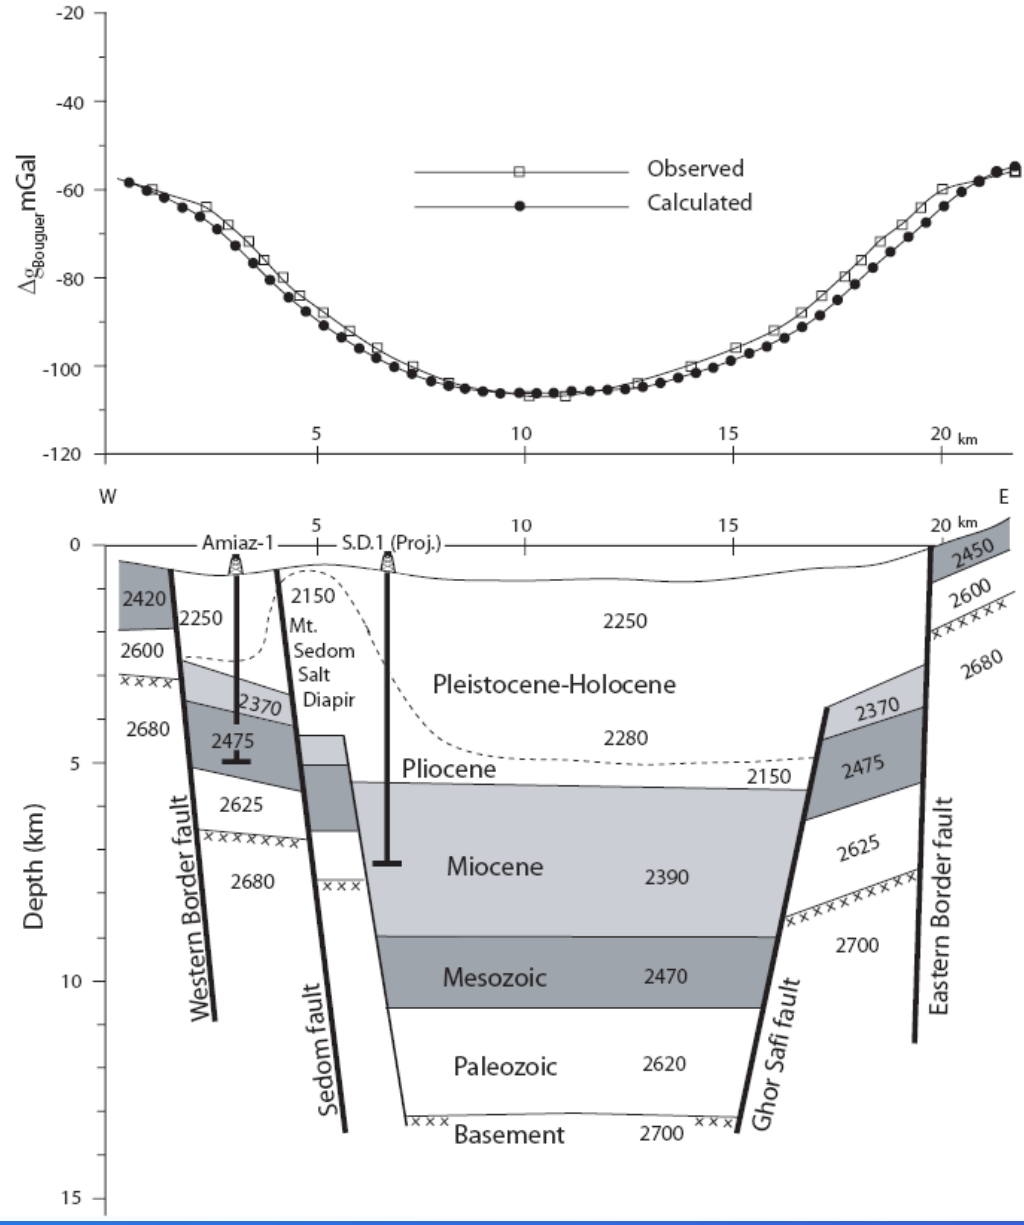 -20
-40
-60
-80
-100
-120
ΔgBouguer mGal
Observed
Calculated
5 10 15 20 km
W E
5 10 15 20 km
0
5
10
15
Depth (km)
Amiaz-1 S.D.1 (Proj.)
2420
2600
2680
2250
2370
2475
2625
2680
2150
Mt.
Sedom
Salt
Diapir
2250
Pleistocene-Holocene
2280
Pliocene 2150
Miocene 2390
Mesozoic 2470
Paleozoic 2620
Basement 2700
2370
2475
2625
2700
2450
2600
2680
Western Border fault
Sedom fault
Ghor Safi fault
Eastern Border fault